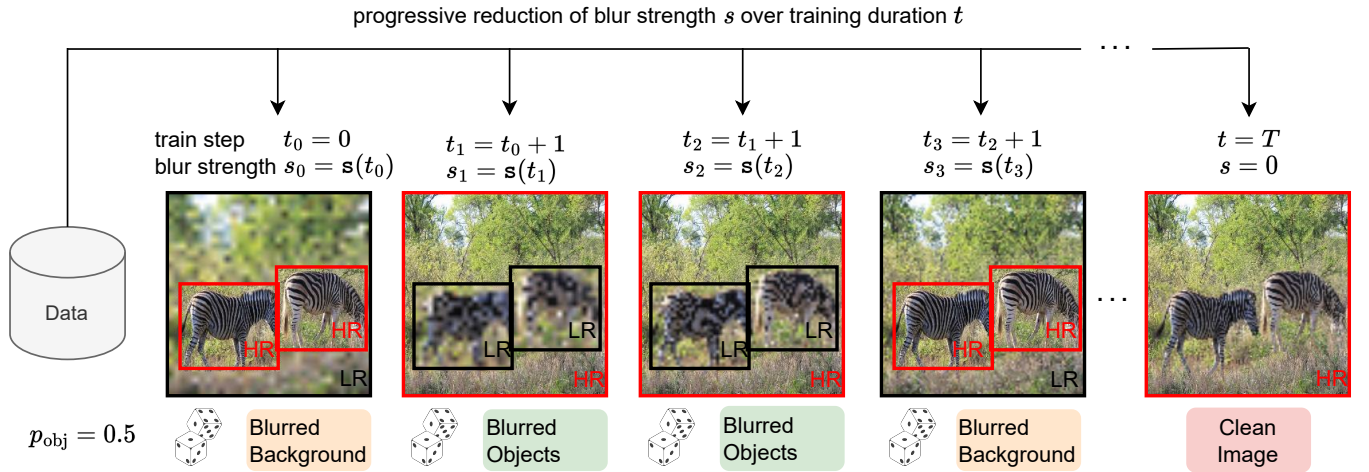 progressive reduction of blur strength s over training duration t
...
train step t₀ = 0
blur strength s₀ = s(t₀)
t₁ = t₀ + 1
s₁ = s(t₁)
t₂ = t₁ + 1
s₂ = s(t₂)
t₃ = t₂ + 1
s₃ = s(t₃)
t = T
s = 0
Data
HR
HR
LR
LR
LR
HR
LR
LR
HR
HR
HR
LR
...
HR
p_obj = 0.5
Blurred
Background
Blurred
Objects
Blurred
Objects
Blurred
Background
Clean
Image